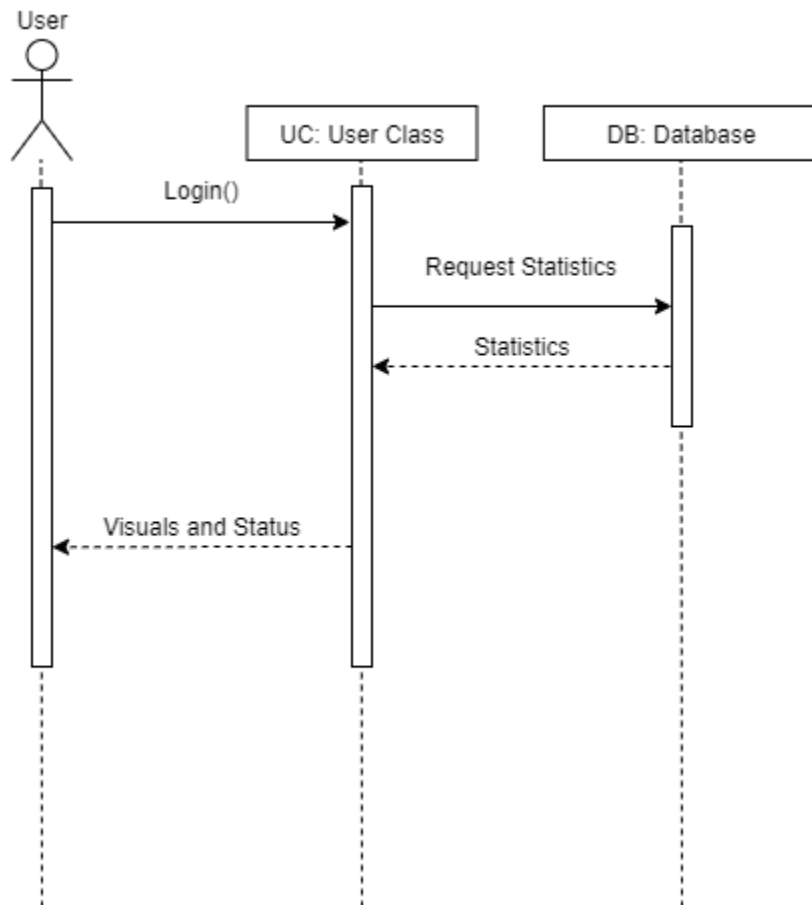 User
UC: User Class
DB: Database
Login()
Request Statistics
Statistics
Visuals and Status